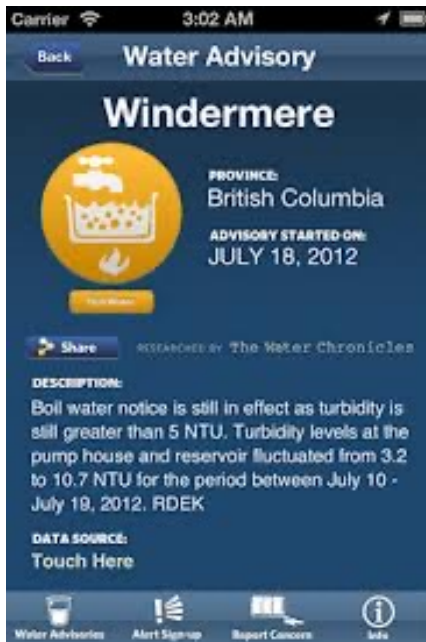 Carrier 3:02 AM
Back Water Advisory
Windermere
PROVINCE:
British Columbia
ADVISORY STARTED ON:
JULY 18, 2012
Share RESEARCHED BY The Water Chronicles
DESCRIPTION:
Boil water notice is still in effect as turbidity is
still greater than 5 NTU. Turbidity levels at the
pump house and reservoir fluctuated from 3.2
to 10.7 NTU for the period between July 10 -
July 19, 2012. RDEK
DATA SOURCE:
Touch Here
Water Advisories Alert Sign-up Report Concern Info